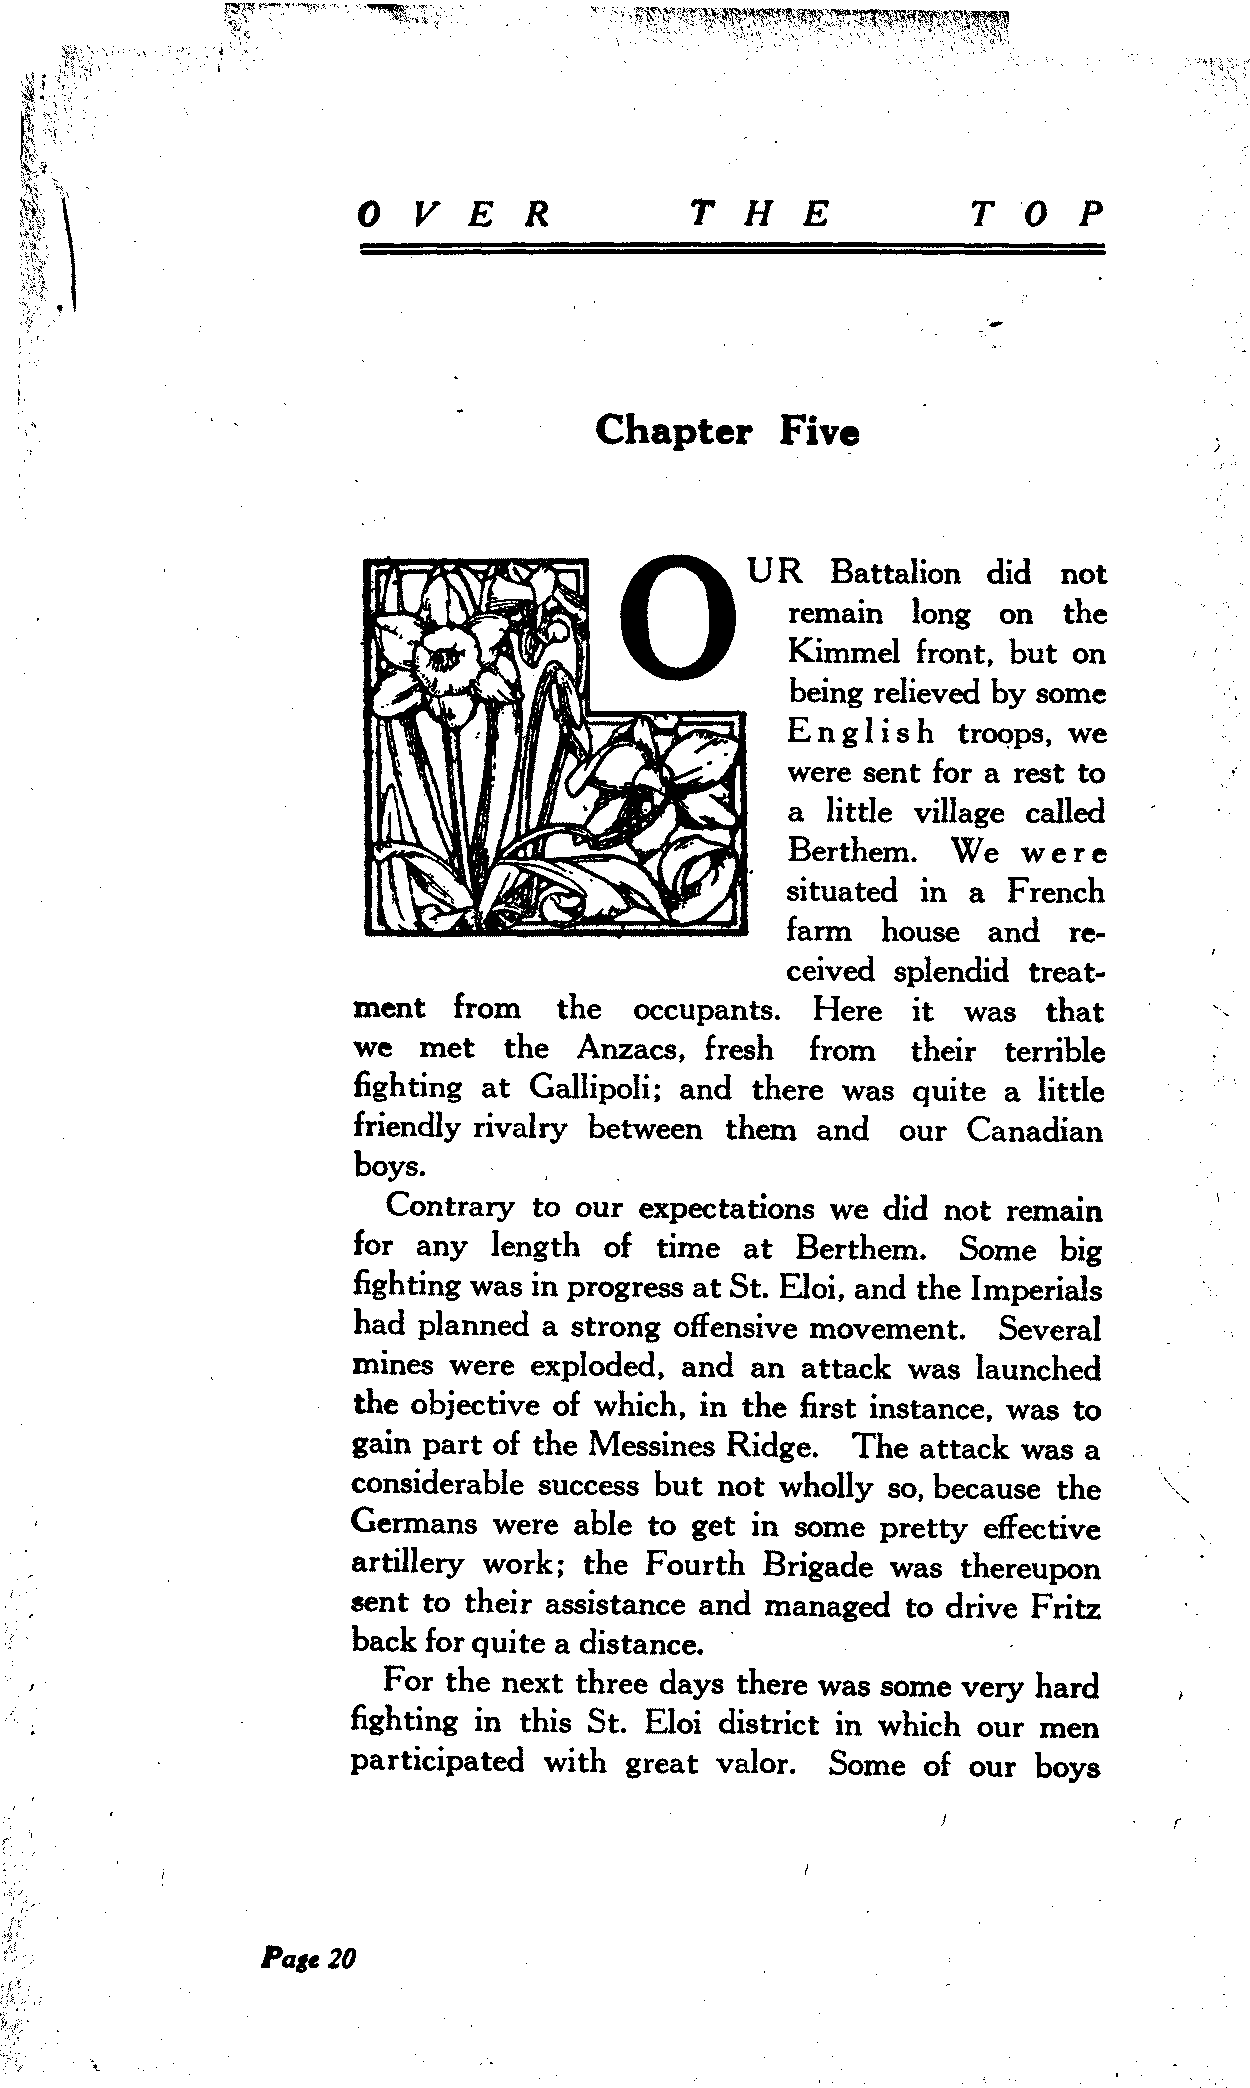 OVER THE TOP
Chapter Five
OUR Battalion did not
remain long on the
Kimmel front, but on
being relieved by some
English troops, we
were sent for a rest to
a little village called
Berthem. We were
situated in a French
farm house and re-
ceived splendid treat-
ment from the occupants. Here it was that
we met the Anzacs, fresh from their terrible
fighting at Gallipoli; and there was quite a little
friendly rivalry between them and our Canadian
boys.
Contrary to our expectations we did not remain
for any length of time at Berthem. Some big
fighting was in progress at St. Eloi, and the Imperials
had planned a strong offensive movement. Several
mines were exploded, and an attack was launched
the objective of which, in the first instance, was to
gain part of the Messines Ridge. The attack was a
considerable success but not wholly so, because the
Germans were able to get in some pretty effective
artillery work; the Fourth Brigade was thereupon
sent to their assistance and managed to drive Fritz
back for quite a distance.
For the next three days there was some very hard
fighting in this St. Eloi district in which our men
participated with great valor. Some of our boys
Page 20